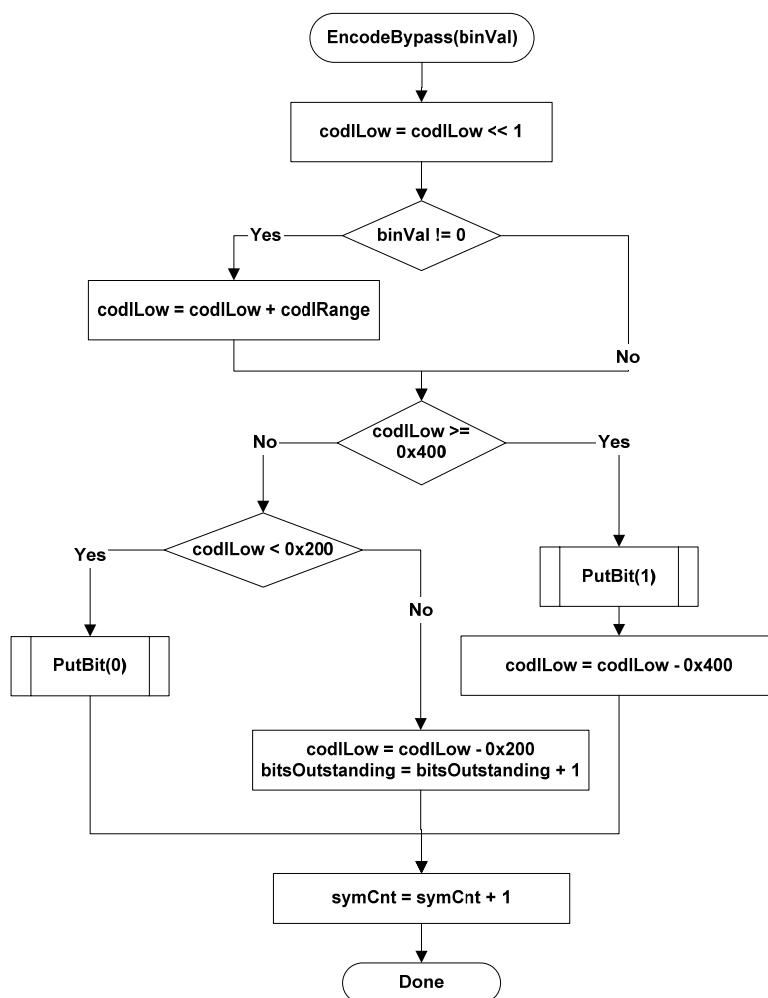 EncodeBypass(binVal)
codILow = codILow << 1
binVal != 0
Yes
codILow = codILow + codIRange
No
codILow >=
0x400
No
Yes
codILow < 0x200
Yes
No
PutBit(1)
PutBit(0)
codILow = codILow - 0x400
codILow = codILow - 0x200
bitsOutstanding = bitsOutstanding + 1
symCnt = symCnt + 1
Done